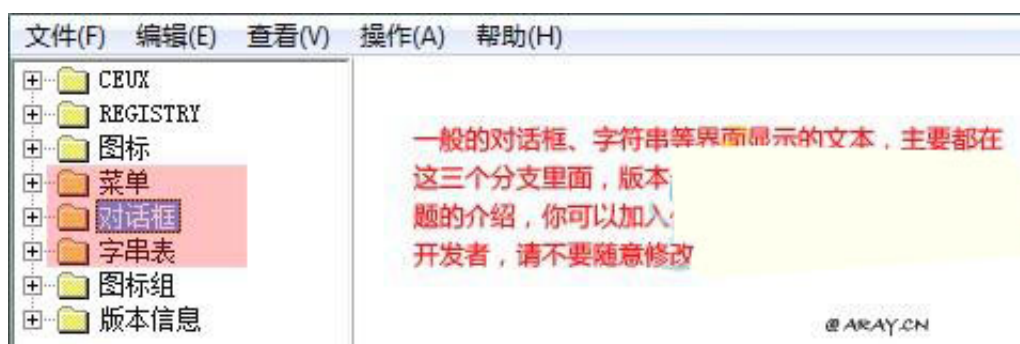 文件(F) 编辑(E) 查看(V) 操作(A) 帮助(H)
CEUX
REGISTRY
图标
菜单
对话框
字串表
图标组
版本信息
一般的对话框、字符串等界面显示的文本，主要都在
这三个分支里面，版本
题的介绍，你可以加入
开发者，请不要随意修改
@ARAY.CN